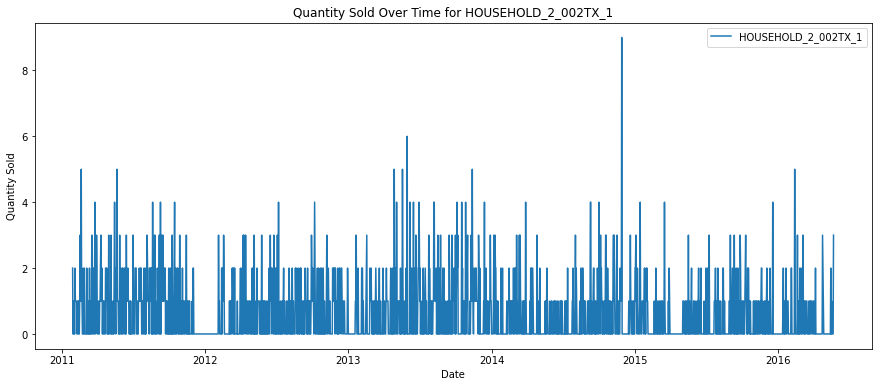 Quantity Sold Over Time for HOUSEHOLD_2_002TX_1
HOUSEHOLD_2_002TX_1
8
6
4
2
0
Quantity Sold
2011 2012 2013 2014 2015 2016
Date